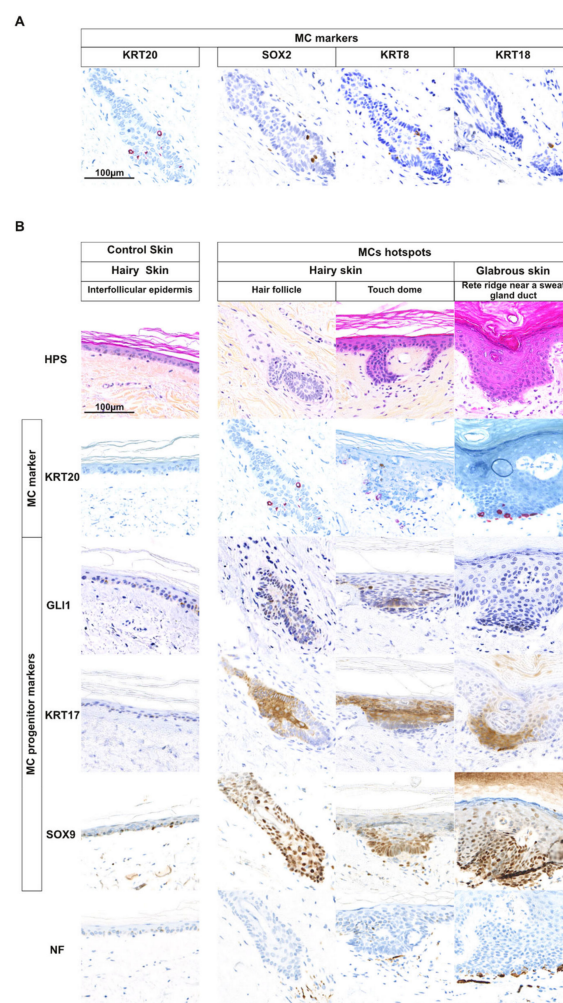 A
MC markers
KRT20
SOX2
KRT8
KRT18
100µm
B
Control Skin
MCs hotspots
Hairy Skin
Hairy skin
Glabrous skin
Interfollicular epidermis
Hair follicle
Touch dome
Rete ridge near a sweat
gland duct
HPS
100µm
MC marker
KRT20
MC progenitor markers
GLI1
KRT17
SOX9
NF